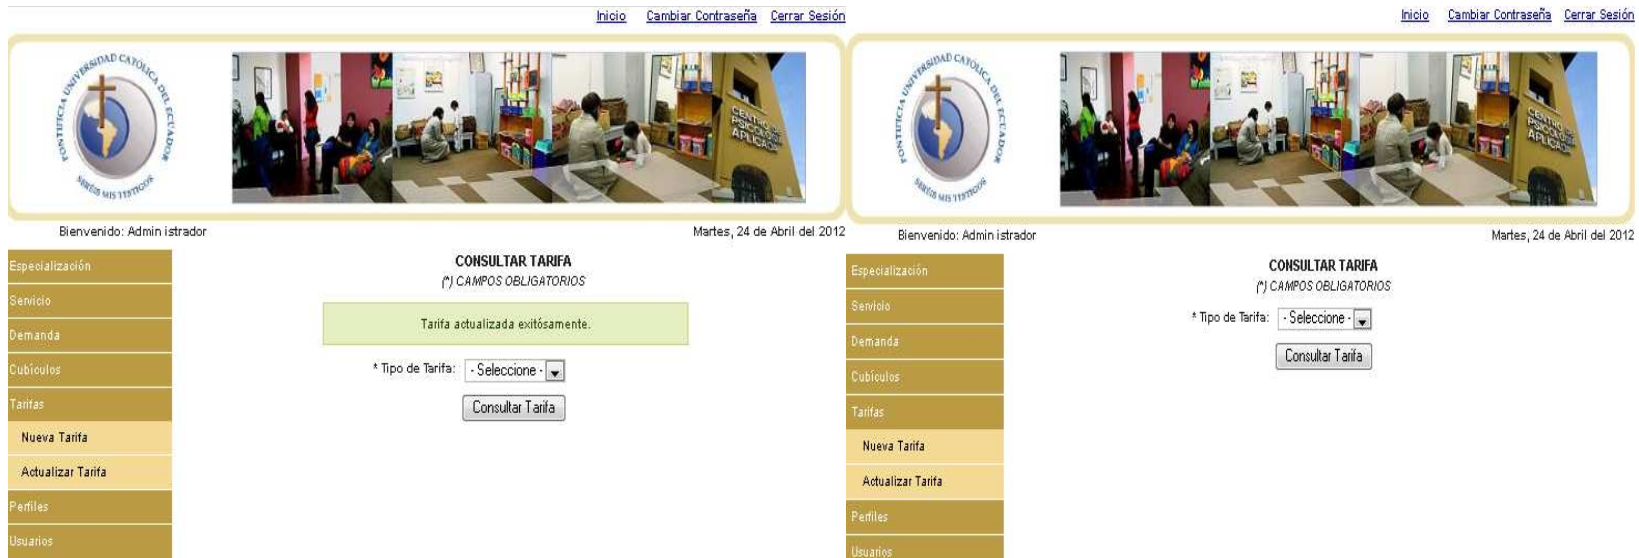 Inicio Cambiar Contraseña Cerrar Sesión
PONTIFICIA UNIVERSIDAD CATOLICA DEL ECUADOR
SERÉIS MIS TESTIGOS
CENTRO DE
PSICOLOGÍA
APLICADA
Bienvenido: Admin istrador
Martes, 24 de Abril del 2012
Especialización
Servicio
Demanda
Cubículos
Tarifas
Nueva Tarifa
Actualizar Tarifa
Perfiles
Usuarios
CONSULTAR TARIFA
(*) CAMPOS OBLIGATORIOS
Tarifa actualizada exitósamente.
* Tipo de Tarifa: - Seleccione -
Consultar Tarifa
Inicio Cambiar Contraseña Cerrar Sesión
PONTIFICIA UNIVERSIDAD CATOLICA DEL ECUADOR
SERÉIS MIS TESTIGOS
CENTRO DE
PSICOLOGÍA
APLICADA
Bienvenido: Admin istrador
Martes, 24 de Abril del 2012
Especialización
Servicio
Demanda
Cubículos
Tarifas
Nueva Tarifa
Actualizar Tarifa
Perfiles
Usuarios
CONSULTAR TARIFA
(*) CAMPOS OBLIGATORIOS
* Tipo de Tarifa: - Seleccione -
Consultar Tarifa